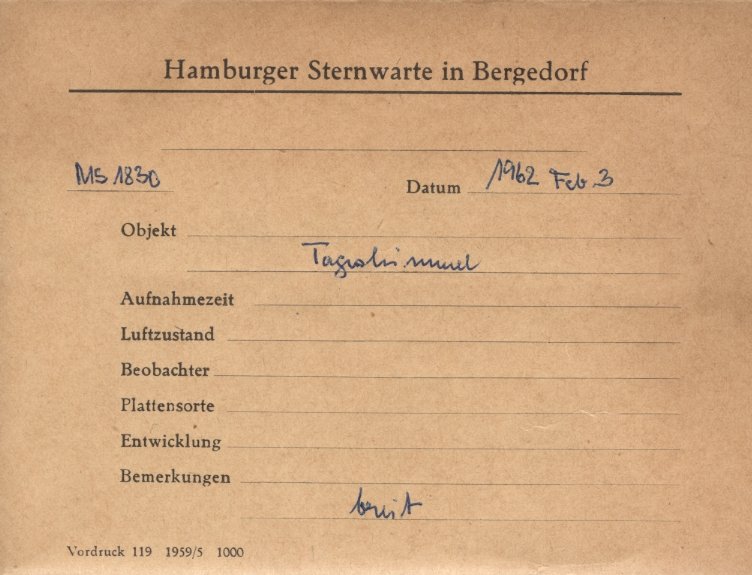 Hamburger Sternwarte in Bergedorf
MS 1830
Datum 1962 Feb. 3
Objekt
Tageshimmel
Aufnahmezeit
Luftzustand
Beobachter
Plattensorte
Entwicklung
Bemerkungen
breit
Vordruck 119 1959/5 1000